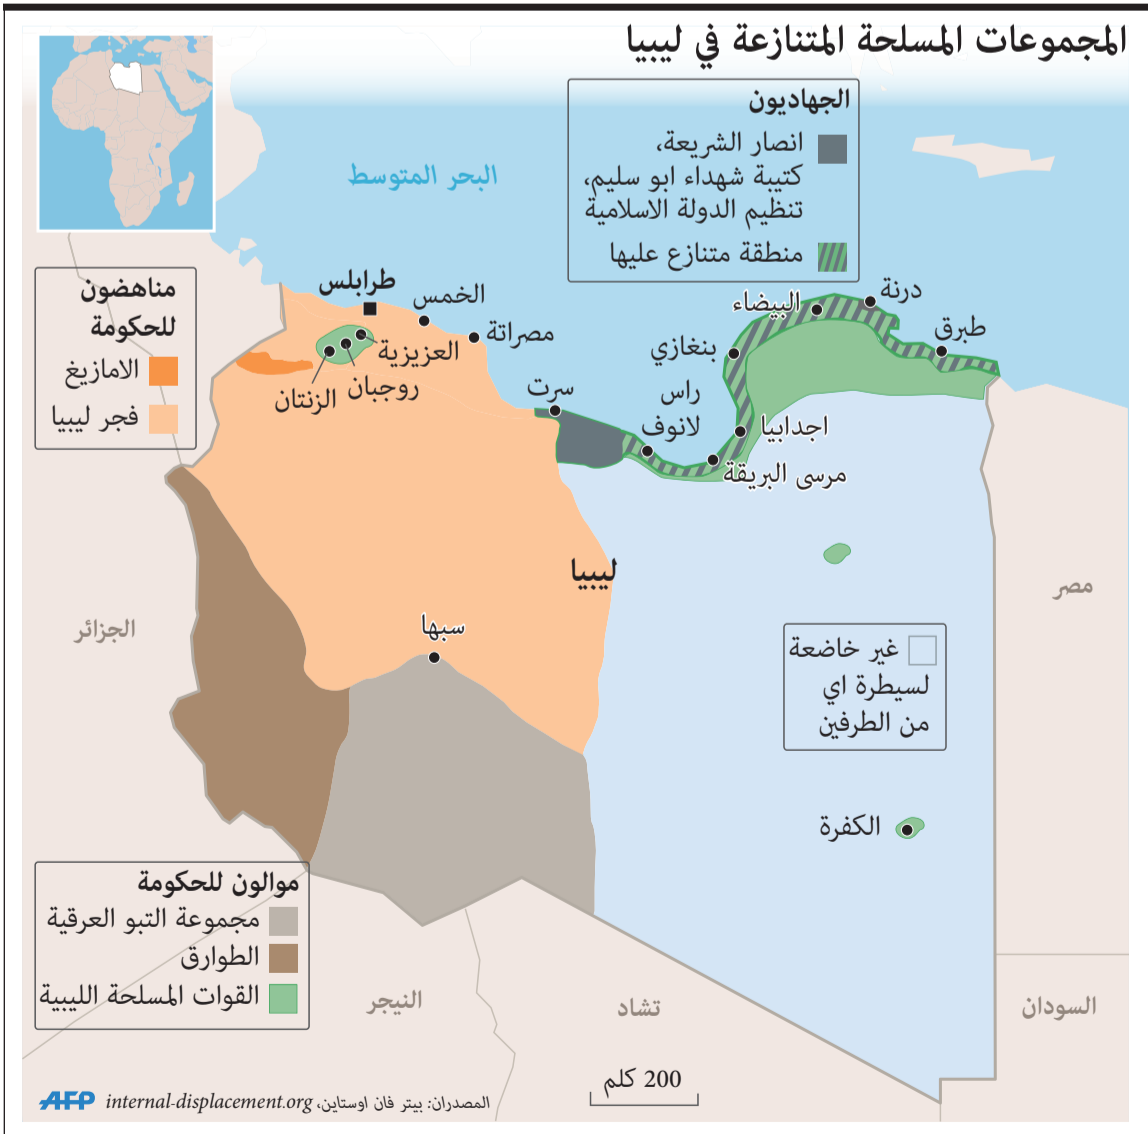 المجموعات المسلحة المتنازعة في ليبيا
الجهاديون
انصار الشريعة،
كتيبة شهداء ابو سليم،
تنظيم الدولة الاسلامية
منطقة متنازع عليها
البحر المتوسط
مناهضون
للحكومة
الامازيغ
فجر ليبيا
طرابلس
الخمس
مصراتة
العزيزية
روجبان
الزنتان
سرت
راس
لانوف
مرسى البريقة
اجدابيا
بنغازي
البيضاء
درنة
طبرق
ليبيا
سبها
مصر
الجزائر
غير خاضعة
لسيطرة اي
من الطرفين
الكفرة
موالون للحكومة
مجموعة التبو العرقية
الطوارق
القوات المسلحة الليبية
النيجر
تشاد
السودان
200 كلم
المصدران: بيتر فان اوستاين، internal-displacement.org
AFP